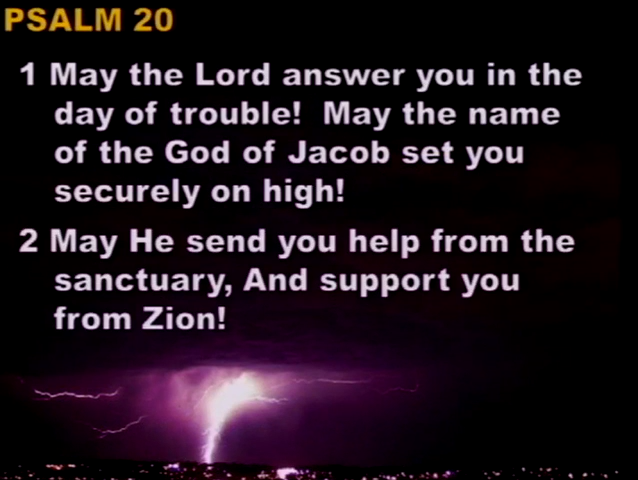 PSALM 20
1 May the Lord answer you in the
day of trouble! May the name
of the God of Jacob set you
securely on high!
2 May He send you help from the
sanctuary, And support you
from Zion!